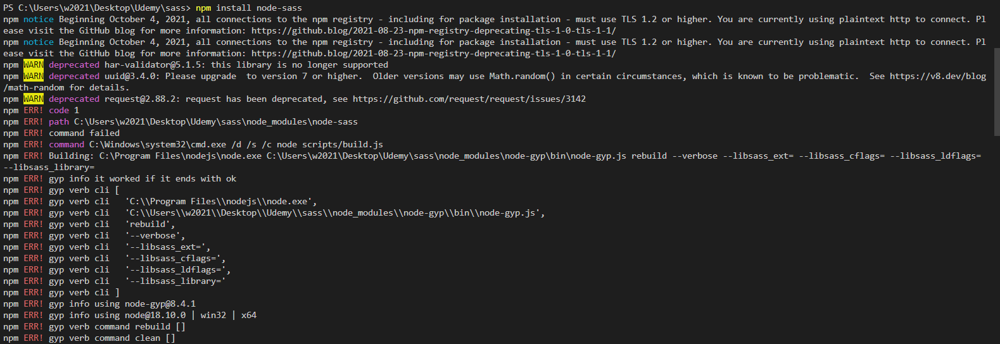 PS C:\Users\w2021\Desktop\Udemy\sass> npm install node-sass
npm notice Beginning October 4, 2021, all connections to the npm registry - including for package installation - must use TLS 1.2 or higher. You are currently using plaintext http to connect. Pl
ease visit the GitHub blog for more information: https://github.blog/2021-08-23-npm-registry-deprecating-tls-1-0-tls-1-1/
npm notice Beginning October 4, 2021, all connections to the npm registry - including for package installation - must use TLS 1.2 or higher. You are currently using plaintext http to connect. Pl
ease visit the GitHub blog for more information: https://github.blog/2021-08-23-npm-registry-deprecating-tls-1-0-tls-1-1/
npm WARN deprecated har-validator@5.1.5: this library is no longer supported
npm WARN deprecated uuid@3.4.0: Please upgrade  to version 7 or higher.  Older versions may use Math.random() in certain circumstances, which is known to be problematic.  See https://v8.dev/blog
/math-random for details.
npm WARN deprecated request@2.88.2: request has been deprecated, see https://github.com/request/request/issues/3142
npm ERR! code 1
npm ERR! path C:\Users\w2021\Desktop\Udemy\sass\node_modules\node-sass
npm ERR! command failed
npm ERR! command C:\Windows\system32\cmd.exe /d /s /c node scripts/build.js
npm ERR! Building: C:\Program Files\nodejs\node.exe C:\Users\w2021\Desktop\Udemy\sass\node_modules\node-gyp\bin\node-gyp.js rebuild --verbose --libsass_ext= --libsass_cflags= --libsass_ldflags=
--libsass_library=
npm ERR! gyp info it worked if it ends with ok
npm ERR! gyp verb cli [
npm ERR! gyp verb cli   'C:\\Program Files\\nodejs\\node.exe',
npm ERR! gyp verb cli   'C:\\Users\\w2021\\Desktop\\Udemy\\sass\\node_modules\\node-gyp\\bin\\node-gyp.js',
npm ERR! gyp verb cli   'rebuild',
npm ERR! gyp verb cli   '--verbose',
npm ERR! gyp verb cli   '--libsass_ext=',
npm ERR! gyp verb cli   '--libsass_cflags=',
npm ERR! gyp verb cli   '--libsass_ldflags=',
npm ERR! gyp verb cli   '--libsass_library='
npm ERR! gyp verb cli ]
npm ERR! gyp info using node-gyp@8.4.1
npm ERR! gyp info using node@18.10.0 | win32 | x64
npm ERR! gyp verb command rebuild []
npm ERR! gyp verb command clean []